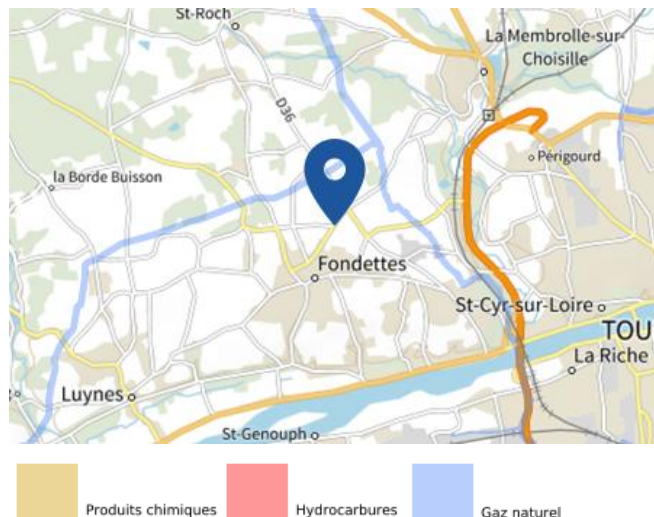 St-Roch
La Membrolle-sur-
Choisille
D36
Périgourd
la Borde Buisson
Fondettes
St-Cyr-sur-Loire
TOU
La Riche
Luynes
St-Genouph
Produits chimiques
Hydrocarbures
Gaz naturel